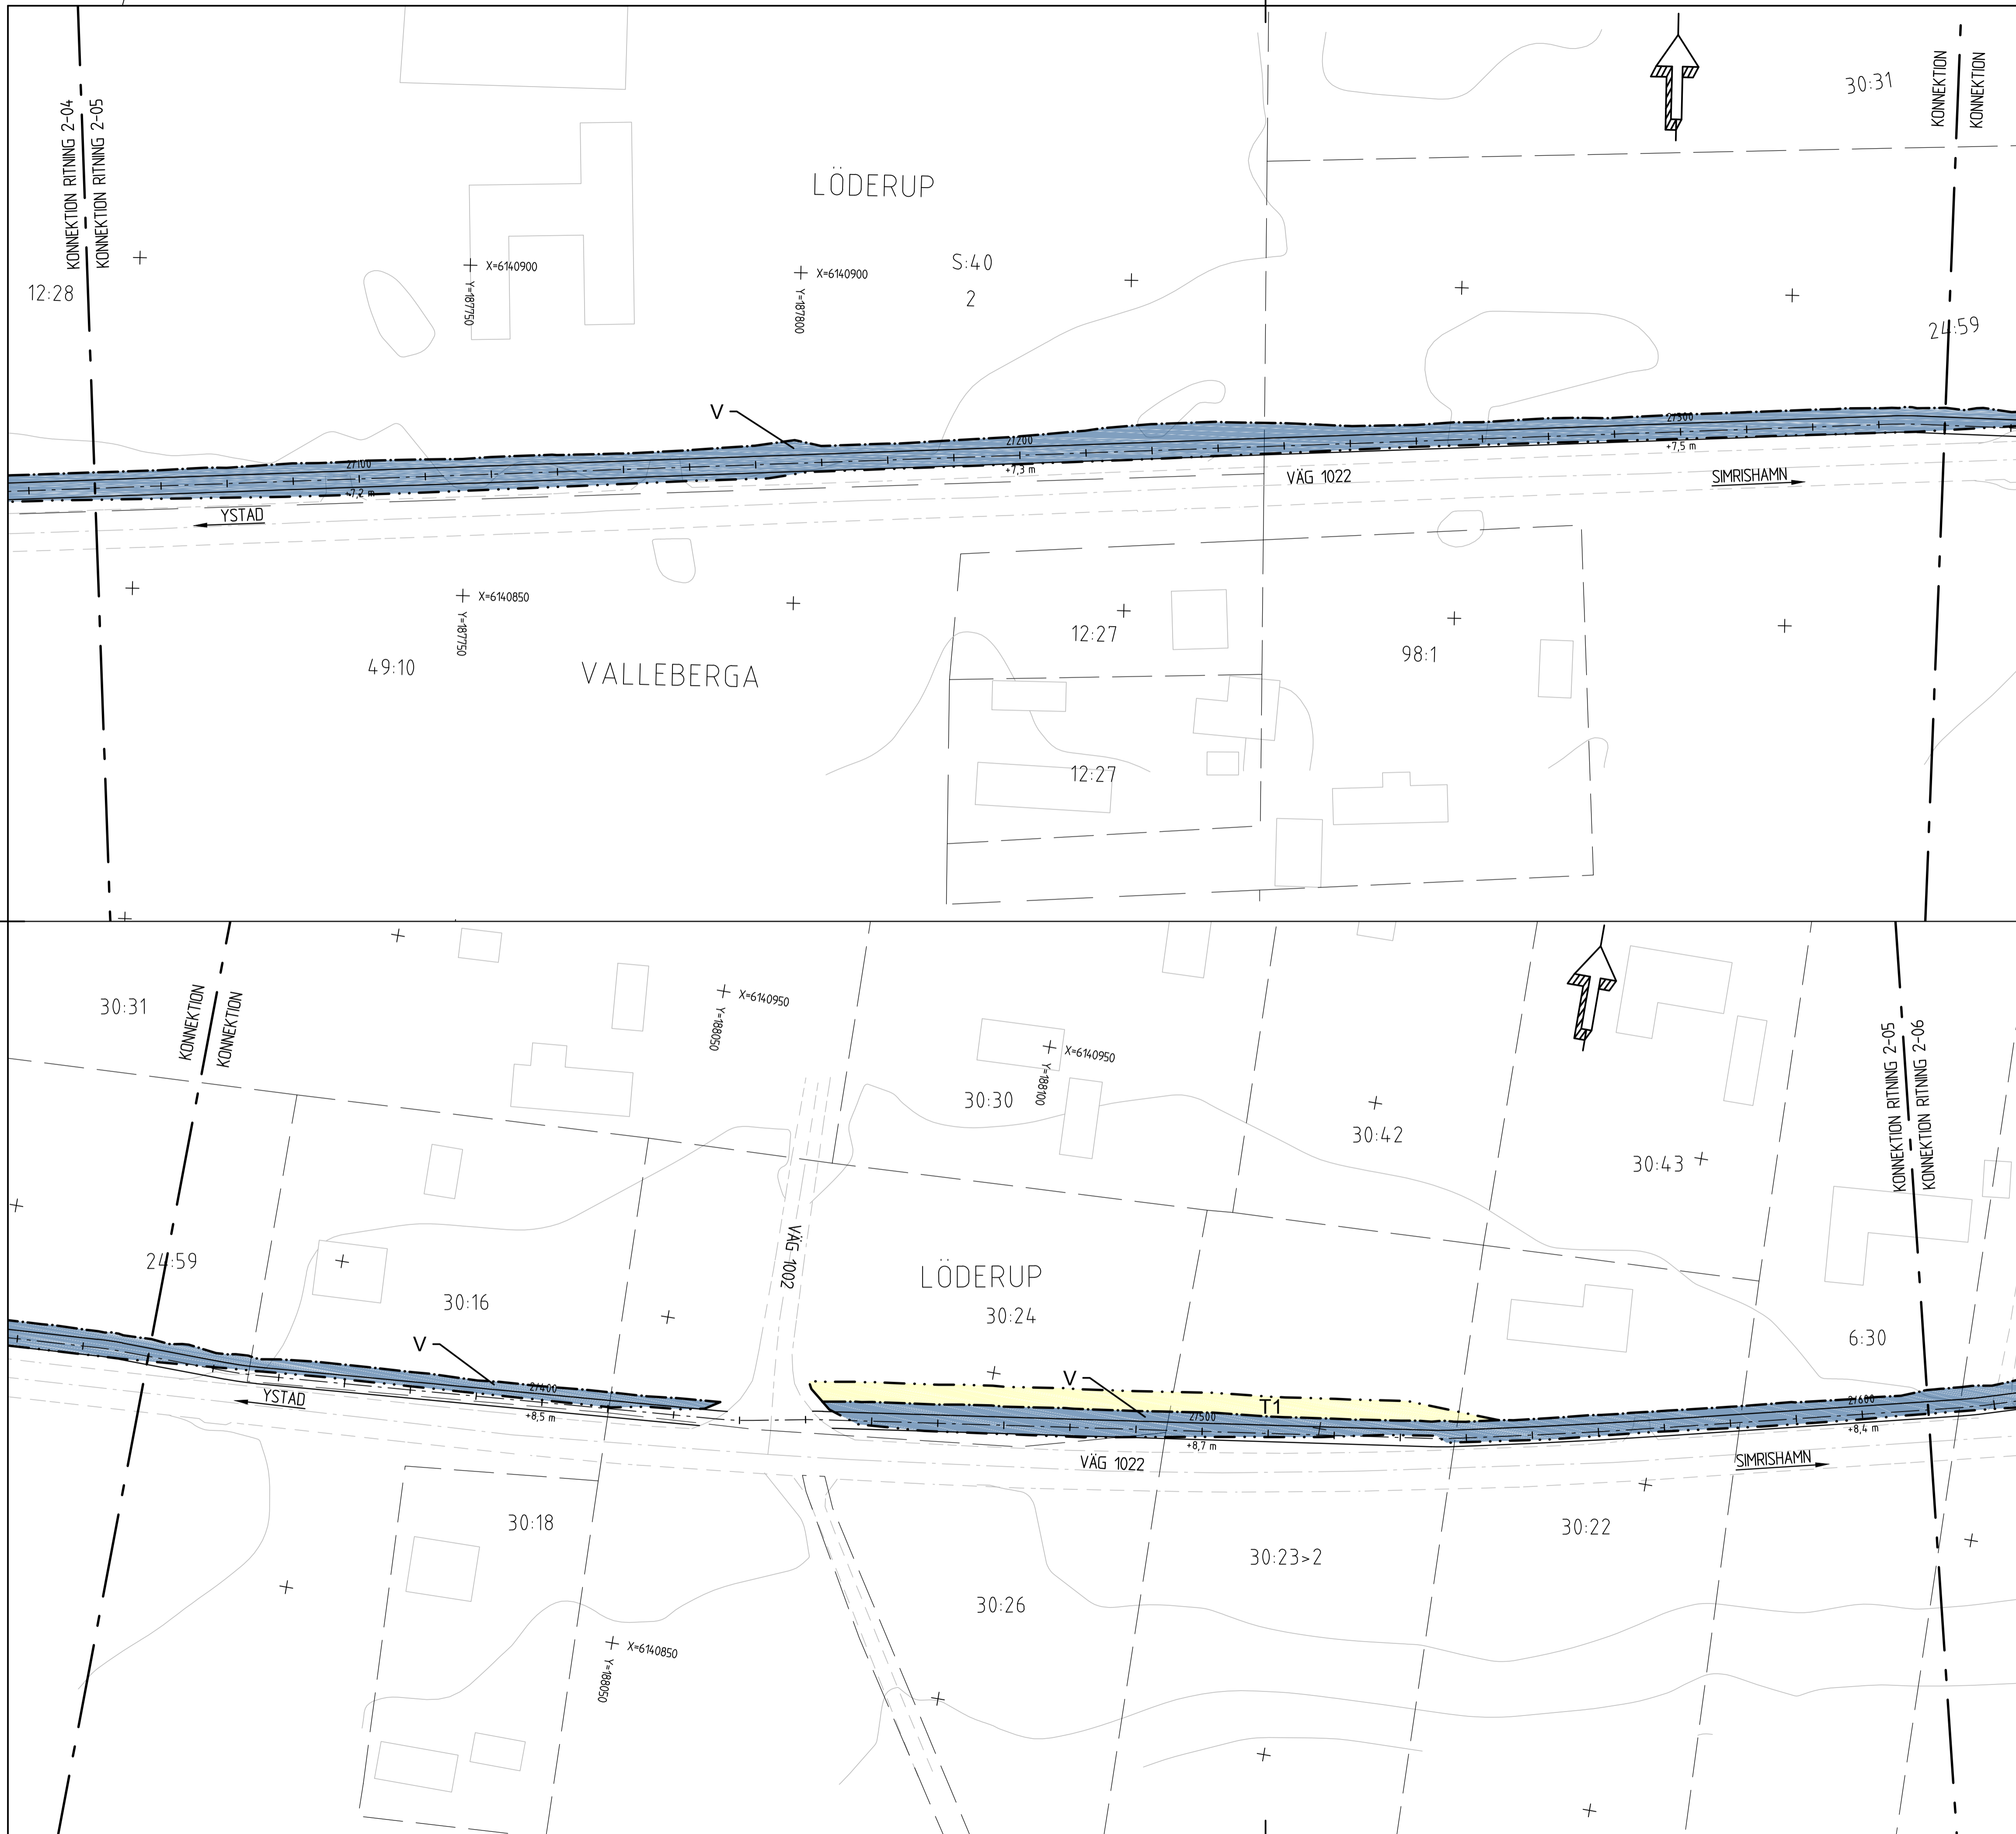 KONNEKTION RITNING 2-04
KONNEKTION RITNING 2-05
30:31
KONNEKTION
KONNEKTION
LÖDERUP
S:40
2
X=6140900
Y=187750
X=6140900
Y=187800
12:28
24:59
V
27100
+7,2 m
27200
+7,3 m
27300
+7,5 m
VÄG 1022
SIMRISHAMN
YSTAD
X=6140850
Y=187750
49:10
VALLEBERGA
12:27
98:1
12:27
30:31
KONNEKTION
KONNEKTION
X=6140950
Y=188050
X=6140950
Y=188100
30:30
30:42
30:43
KONNEKTION RITNING 2-05
KONNEKTION RITNING 2-06
24:59
30:16
VÄG 1002
LÖDERUP
30:24
6:30
V
27400
+8,5 m
YSTAD
V
T1
27500
+8,7 m
27600
+8,4 m
VÄG 1022
SIMRISHAMN
30:18
30:26
30:23>2
30:22
X=6140850
Y=188050